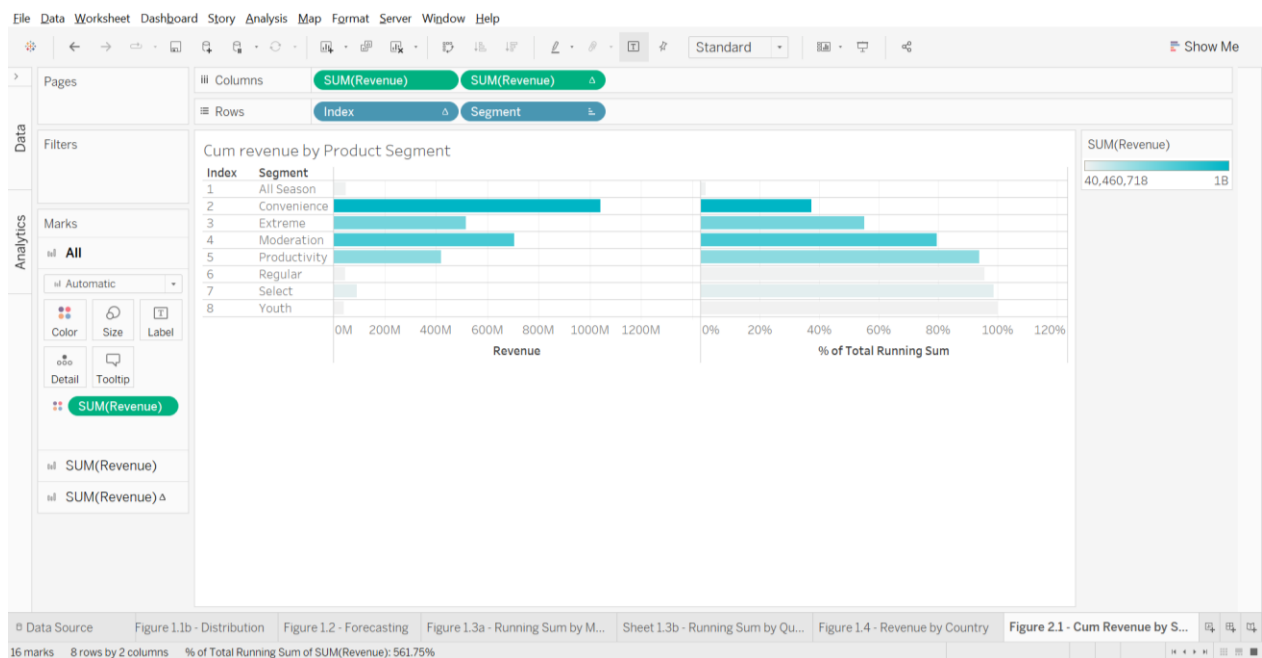 File Data Worksheet Dashboard Story Analysis Map Format Server Window Help
Standard
Show Me
Pages
Columns SUM(Revenue) SUM(Revenue) Δ
Rows Index Δ Segment
Data
Analytics
Filters
Marks
All
Automatic
Color Size Label
Detail Tooltip
SUM(Revenue)
SUM(Revenue)
SUM(Revenue) Δ
Cum revenue by Product Segment
Index Segment
1 All Season
2 Convenience
3 Extreme
4 Moderation
5 Productivity
6 Regular
7 Select
8 Youth
0M 200M 400M 600M 800M 1000M 1200M 0% 20% 40% 60% 80% 100% 120%
Revenue % of Total Running Sum
SUM(Revenue)
40,460,718 1B
Data Source Figure 1.1b - Distribution Figure 1.2 - Forecasting Figure 1.3a - Running Sum by M... Sheet 1.3b - Running Sum by Qu... Figure 1.4 - Revenue by Country Figure 2.1 - Cum Revenue by S...
16 marks 8 rows by 2 columns % of Total Running Sum of SUM(Revenue): 561.75%